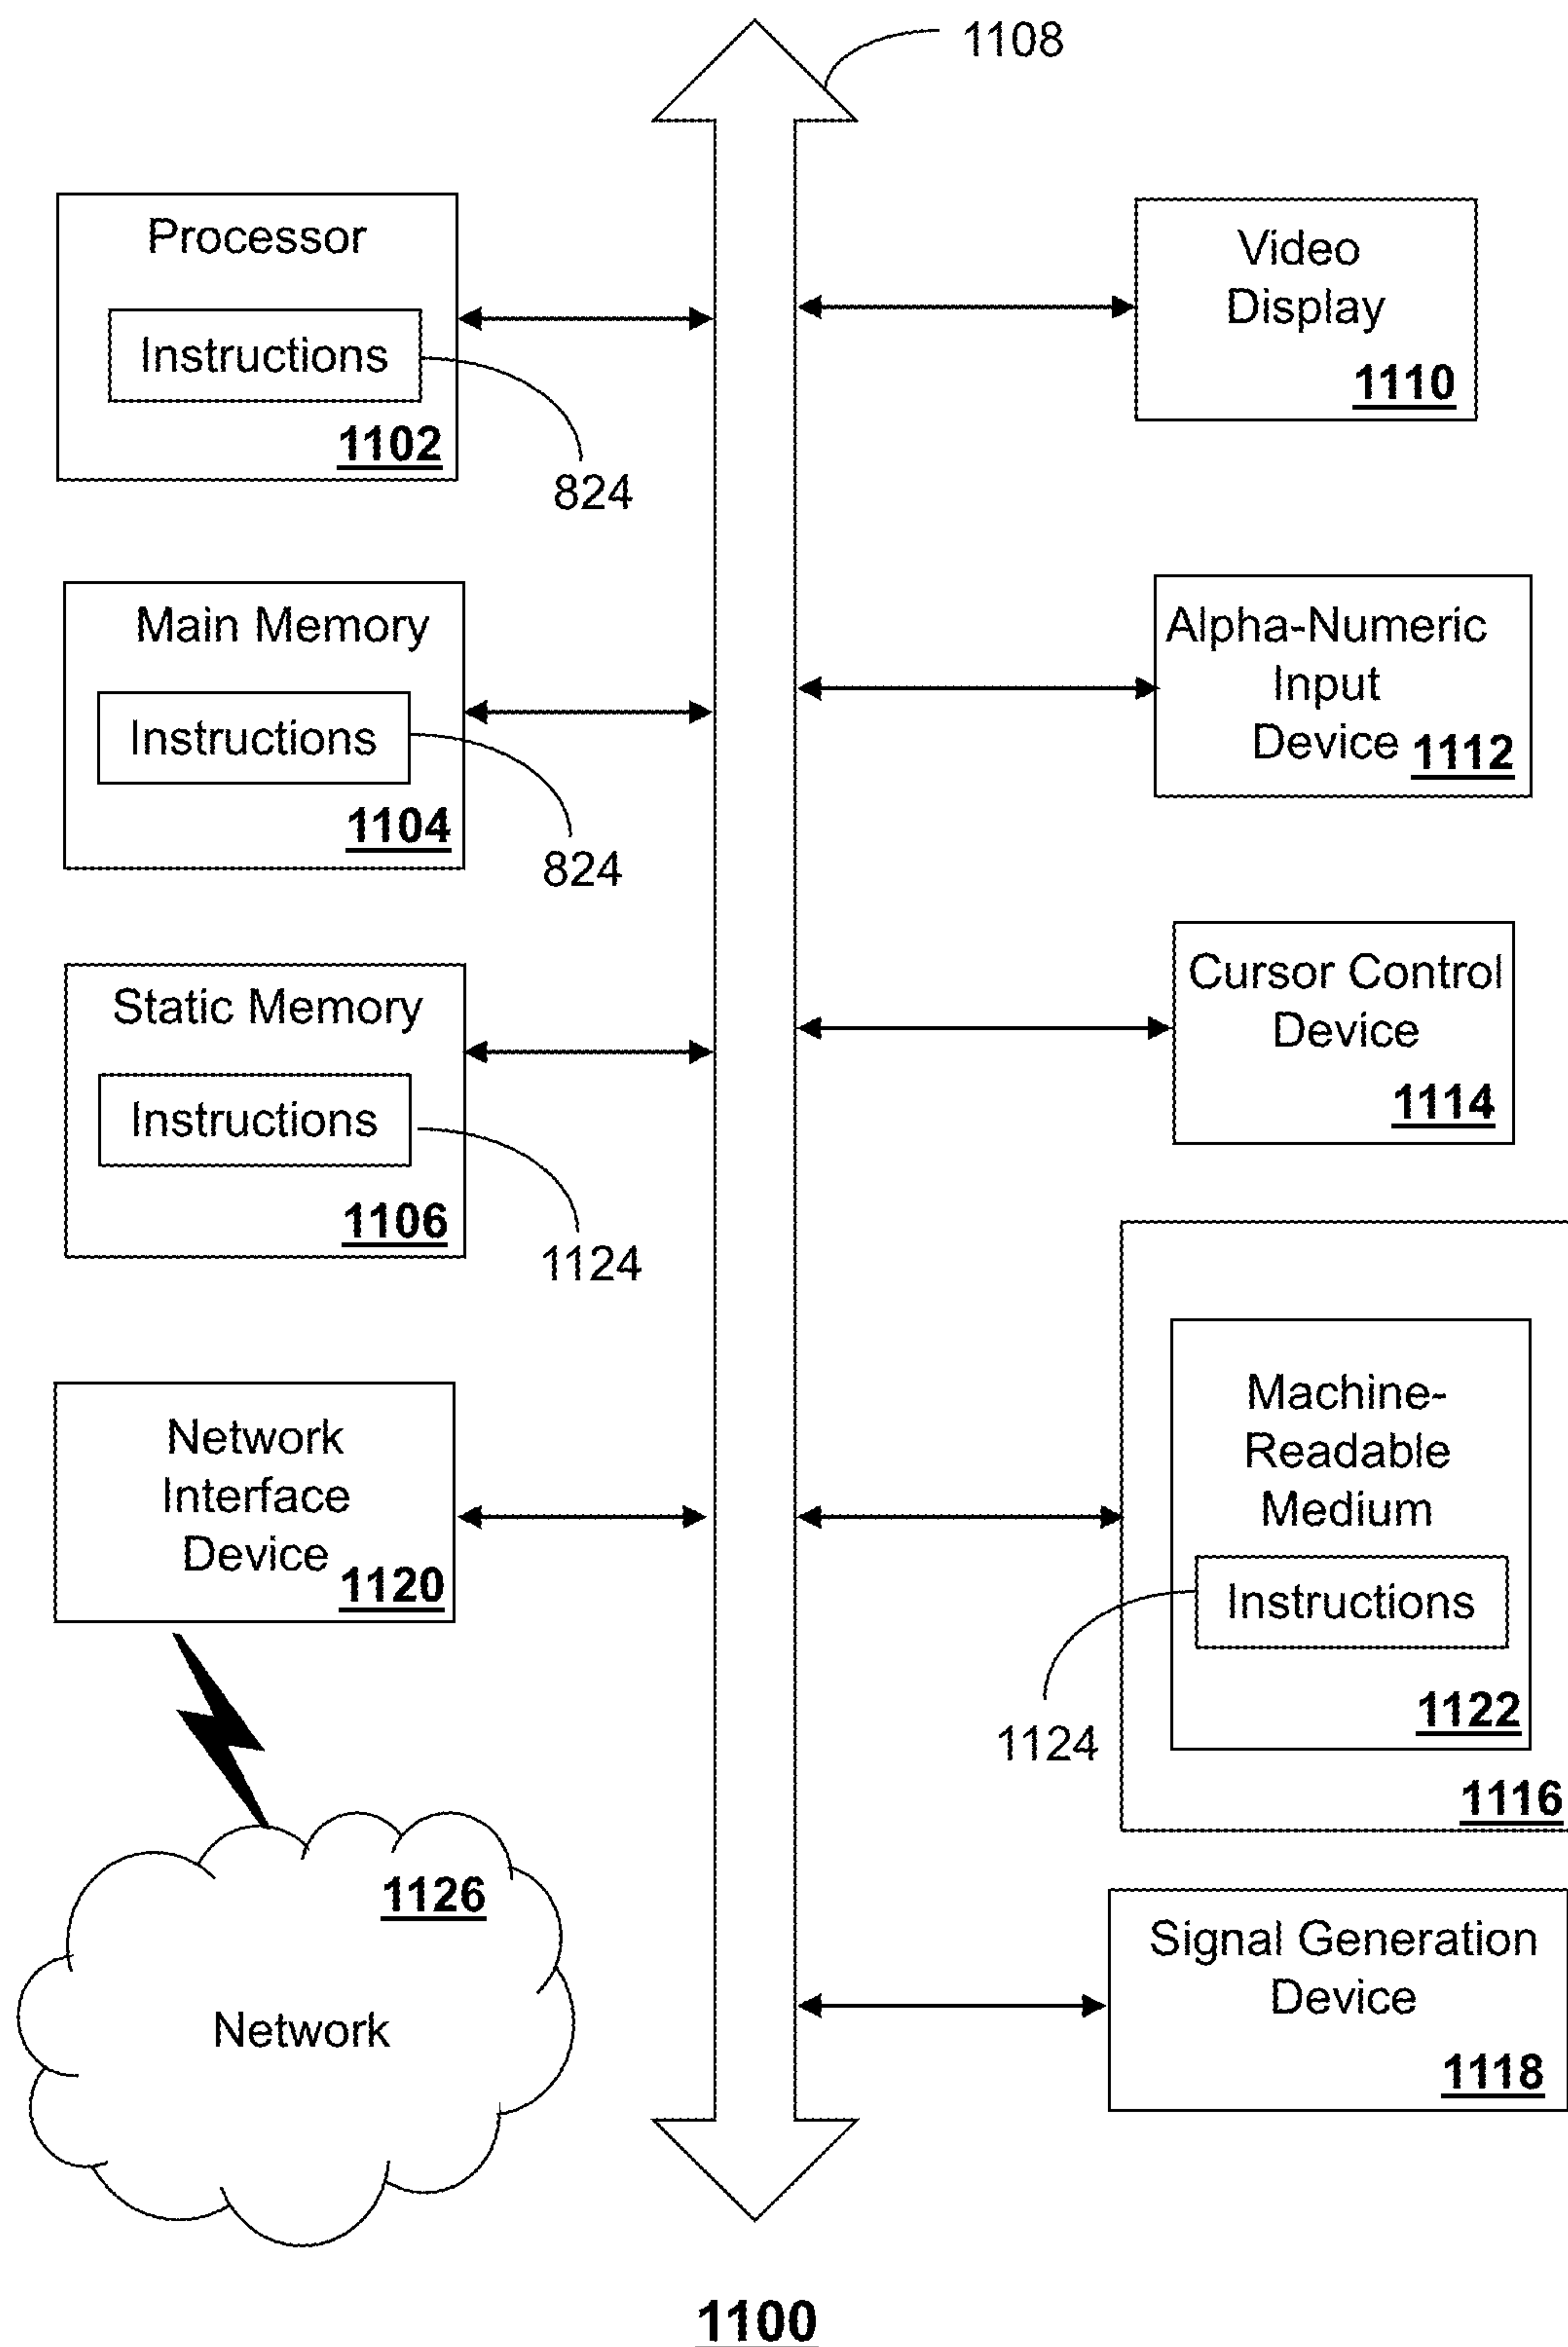 1108
Processor
Instructions
1102
824
Main Memory
Instructions
1104
824
Static Memory
Instructions
1106
1124
Network
Interface
Device
1120
1126
Network
Video
Display
1110
Alpha-Numeric
Input
Device 1112
Cursor Control
Device
1114
Machine-
Readable
Medium
Instructions
1124
1122
1116
Signal Generation
Device
1118
1100